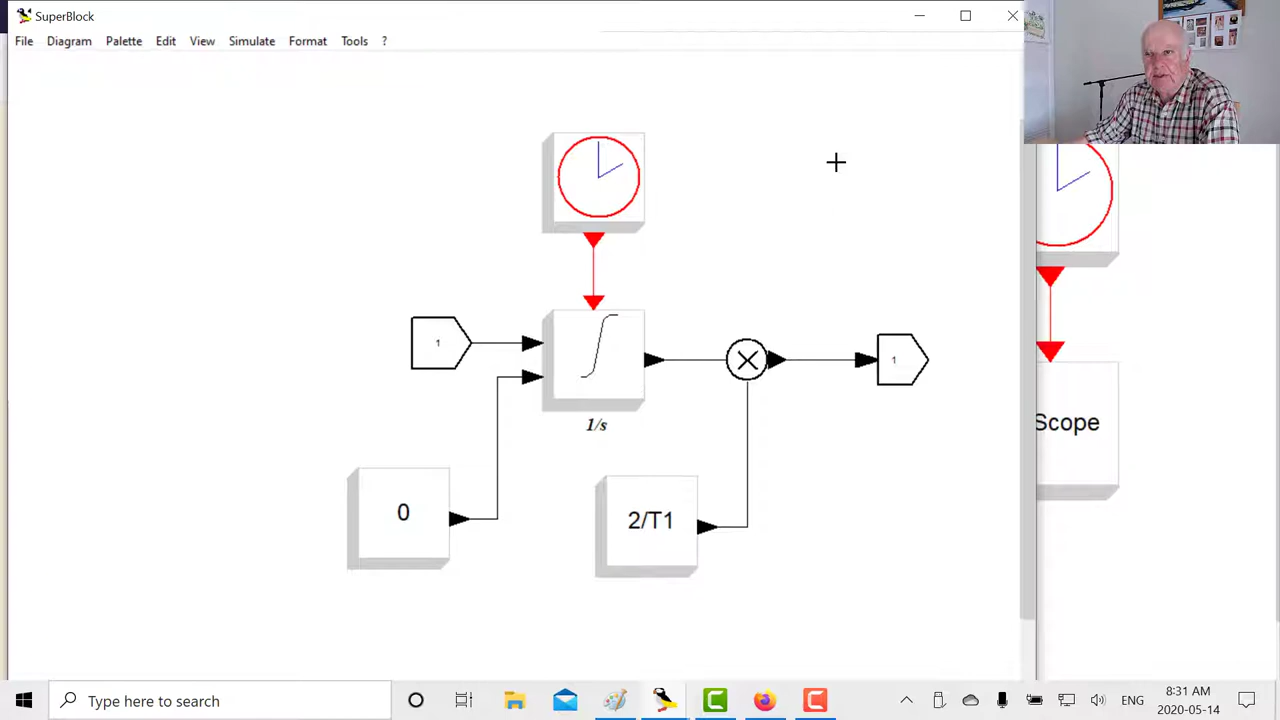 SuperBlock
File Diagram Palette Edit View Simulate Format Tools ?
1
1
1/s
Scope
0
2/T1
Type here to search
ENG
8:31 AM
2020-05-14